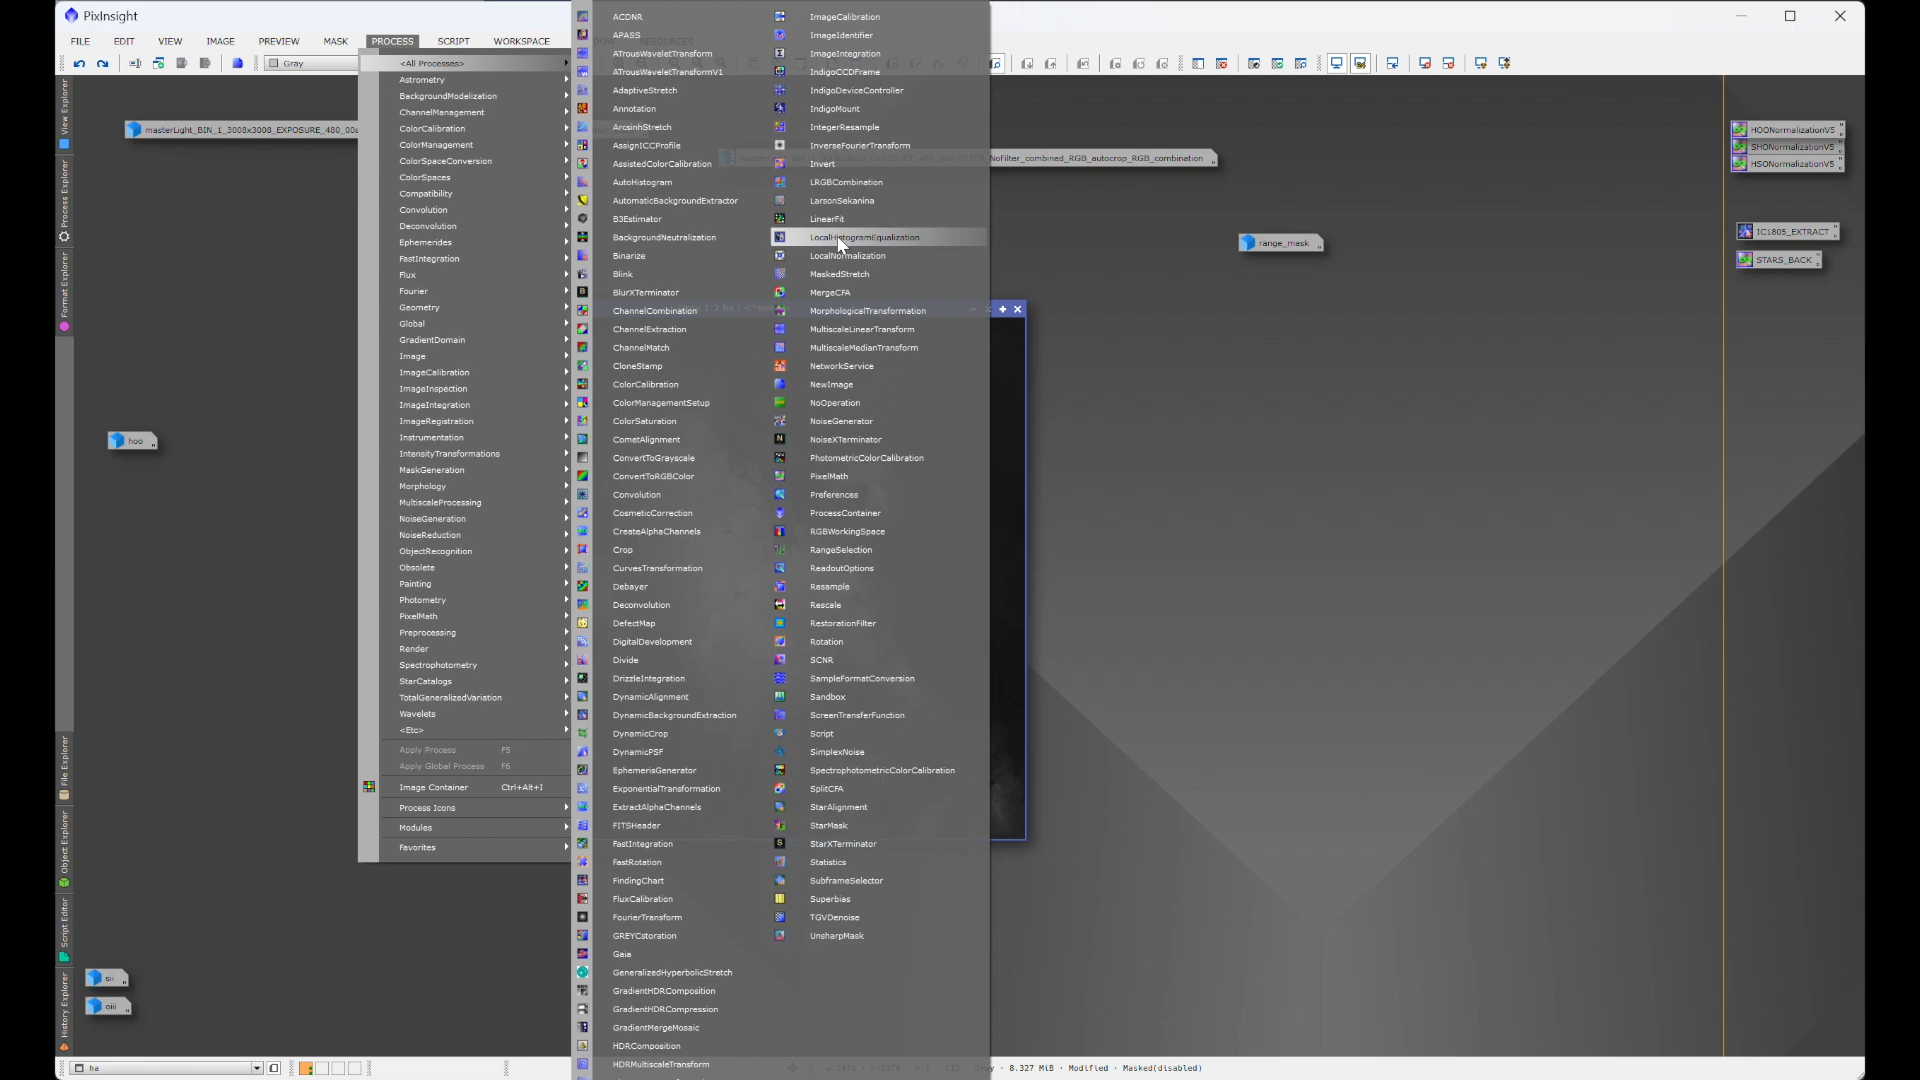 PixInsight
FILE
EDIT
VIEW
IMAGE
PREVIEW
MASK
PROCESS
SCRIPT
WORKSPACE
RESOURCES
Gray
View Explorer
Process Explorer
Format Explorer
File Explorer
Object Explorer
Script Editor
History Explorer
masterLight_BIN_1_3008x3008_EXPOSURE_480_00s
NoFilter_combined_RGB_autocrop_RGB_combination
range_mask
hoo
sii
oiii
HOONormalizationV5
SHONormalizationV5
HSONormalizationV5
IC1805_EXTRACT
STARS_BACK
<All Processes>
Astrometry
BackgroundModelization
ChannelManagement
ColorCalibration
ColorManagement
ColorSpaceConversion
ColorSpaces
Compatibility
Convolution
Deconvolution
Ephemerides
FastIntegration
Flux
Fourier
Geometry
Global
GradientDomain
Image
ImageCalibration
ImageInspection
ImageIntegration
ImageRegistration
Instrumentation
IntensityTransformations
MaskGeneration
Morphology
MultiscaleProcessing
NoiseGeneration
NoiseReduction
ObjectRecognition
Obsolete
Painting
Photometry
PixelMath
Preprocessing
Render
Spectrophotometry
StarCatalogs
TotalGeneralizedVariation
Wavelets
<Etc>
Apply Process F5
Apply Global Process F6
Image Container Ctrl+Alt+I
Process Icons
Modules
Favorites
ACDNR
APASS
ATrousWaveletTransform
ATrousWaveletTransformV1
AdaptiveStretch
Annotation
ArcsinhStretch
AssignICCProfile
AssistedColorCalibration
AutoHistogram
AutomaticBackgroundExtractor
B3Estimator
BackgroundNeutralization
Binarize
Blink
BlurXTerminator
ChannelCombination
ChannelExtraction
ChannelMatch
CloneStamp
ColorCalibration
ColorManagementSetup
ColorSaturation
CometAlignment
ConvertToGrayscale
ConvertToRGBColor
Convolution
CosmeticCorrection
CreateAlphaChannels
Crop
CurvesTransformation
Debayer
Deconvolution
DefectMap
DigitalDevelopment
Divide
DrizzleIntegration
DynamicAlignment
DynamicBackgroundExtraction
DynamicCrop
DynamicPSF
EphemerisGenerator
ExponentialTransformation
ExtractAlphaChannels
FITSHeader
FastIntegration
FastRotation
FindingChart
FluxCalibration
FourierTransform
GREYCstoration
Gaia
GeneralizedHyperbolicStretch
GradientHDRComposition
GradientHDRCompression
GradientMergeMosaic
HDRComposition
HDRMultiscaleTransform
ImageCalibration
ImageIdentifier
ImageIntegration
IndigoCCDFrame
IndigoDeviceController
IndigoMount
IntegerResample
InverseFourierTransform
Invert
LRGBCombination
LarsonSekanina
LinearFit
LocalHistogramEqualization
LocalNormalization
MaskedStretch
MergeCFA
MorphologicalTransformation
MultiscaleLinearTransform
MultiscaleMedianTransform
NetworkService
NewImage
NoOperation
NoiseGenerator
NoiseXTerminator
PhotometricColorCalibration
PixelMath
Preferences
ProcessContainer
RGBWorkingSpace
RangeSelection
ReadoutOptions
Resample
Rescale
RestorationFilter
Rotation
SCNR
SampleFormatConversion
Sandbox
ScreenTransferFunction
Script
SimplexNoise
SpectrophotometricColorCalibration
SplitCFA
StarAlignment
StarMask
StarXTerminator
Statistics
SubframeSelector
Superbias
TGVDenoise
UnsharpMask
ha
8.327 MiB · Modified · Masked(disabled)